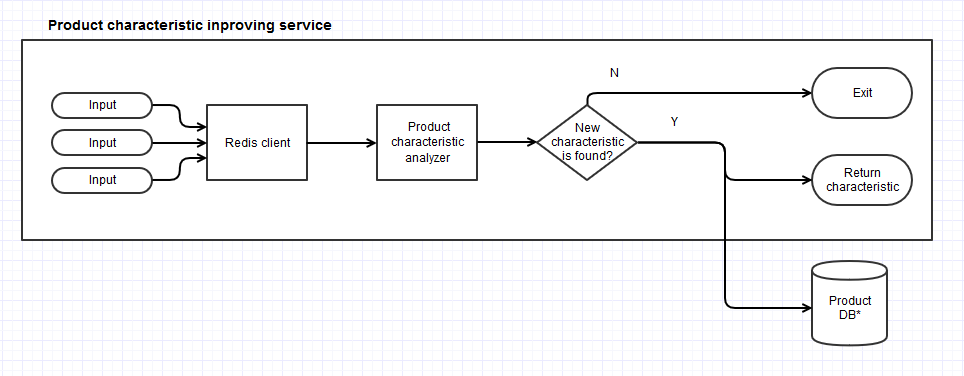 Product characteristic inproving service
N
Input
Exit
Y
Product
New
Input
Redis client
characteristic
characteristic
analyzer
is found?
Input
Return
characteristic
Product
DB*